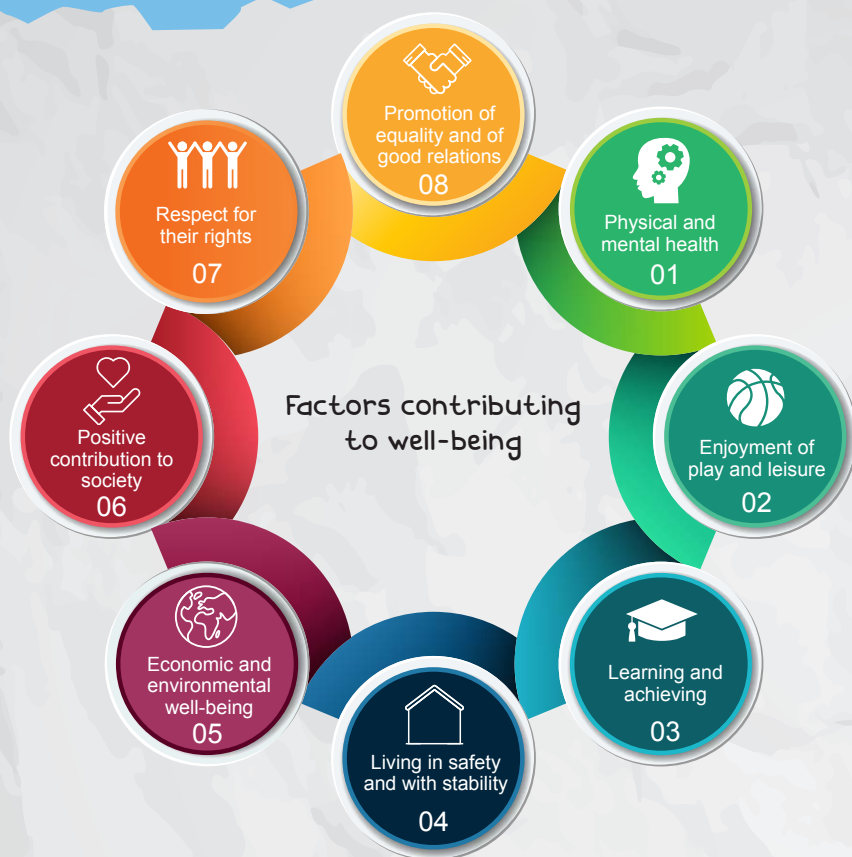 Factors contributing
to well-being
Physical and
mental health
01
Enjoyment of
play and leisure
02
Learning and
achieving
03
Living in safety
and with stability
04
Economic and
environmental
well-being
05
Positive
contribution to
society
06
Respect for
their rights
07
Promotion of
equality and of
good relations
08